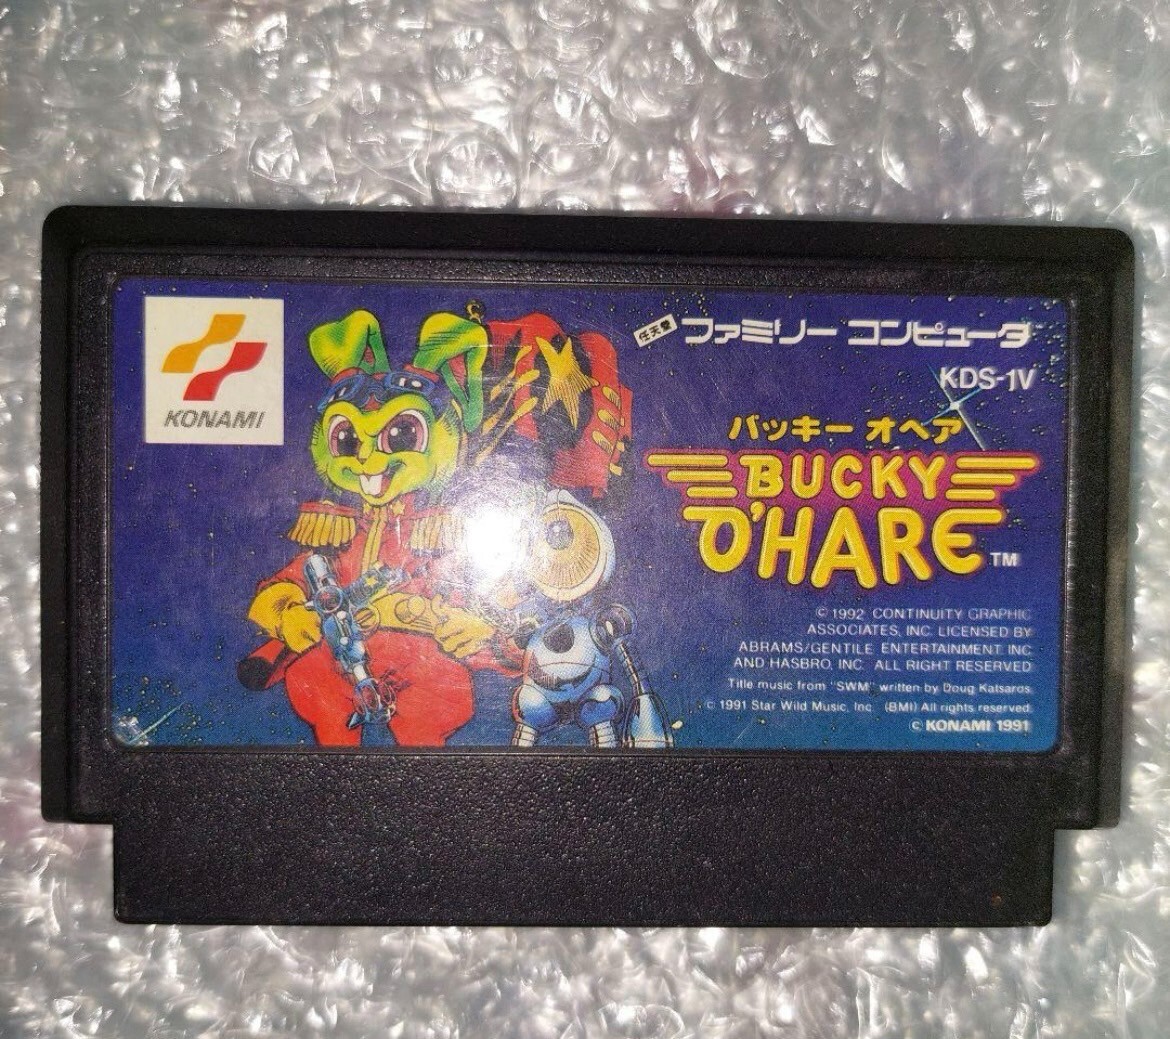 KONAMI
任天堂 ファミリー コンピュータ
KDS-1V
バッキー オヘア
BUCKY
O'HARE TM
© 1992 CONTINUITY GRAPHIC
ASSOCIATES, INC. LICENSED BY
ABRAMS/GENTILE ENTERTAINMENT INC
AND HASBRO, INC. ALL RIGHT RESERVED
Title music from "SWM" written by Doug Katsaros.
© 1991 Star Wild Music, Inc (BMI) All rights reserved.
© KONAMI 1991